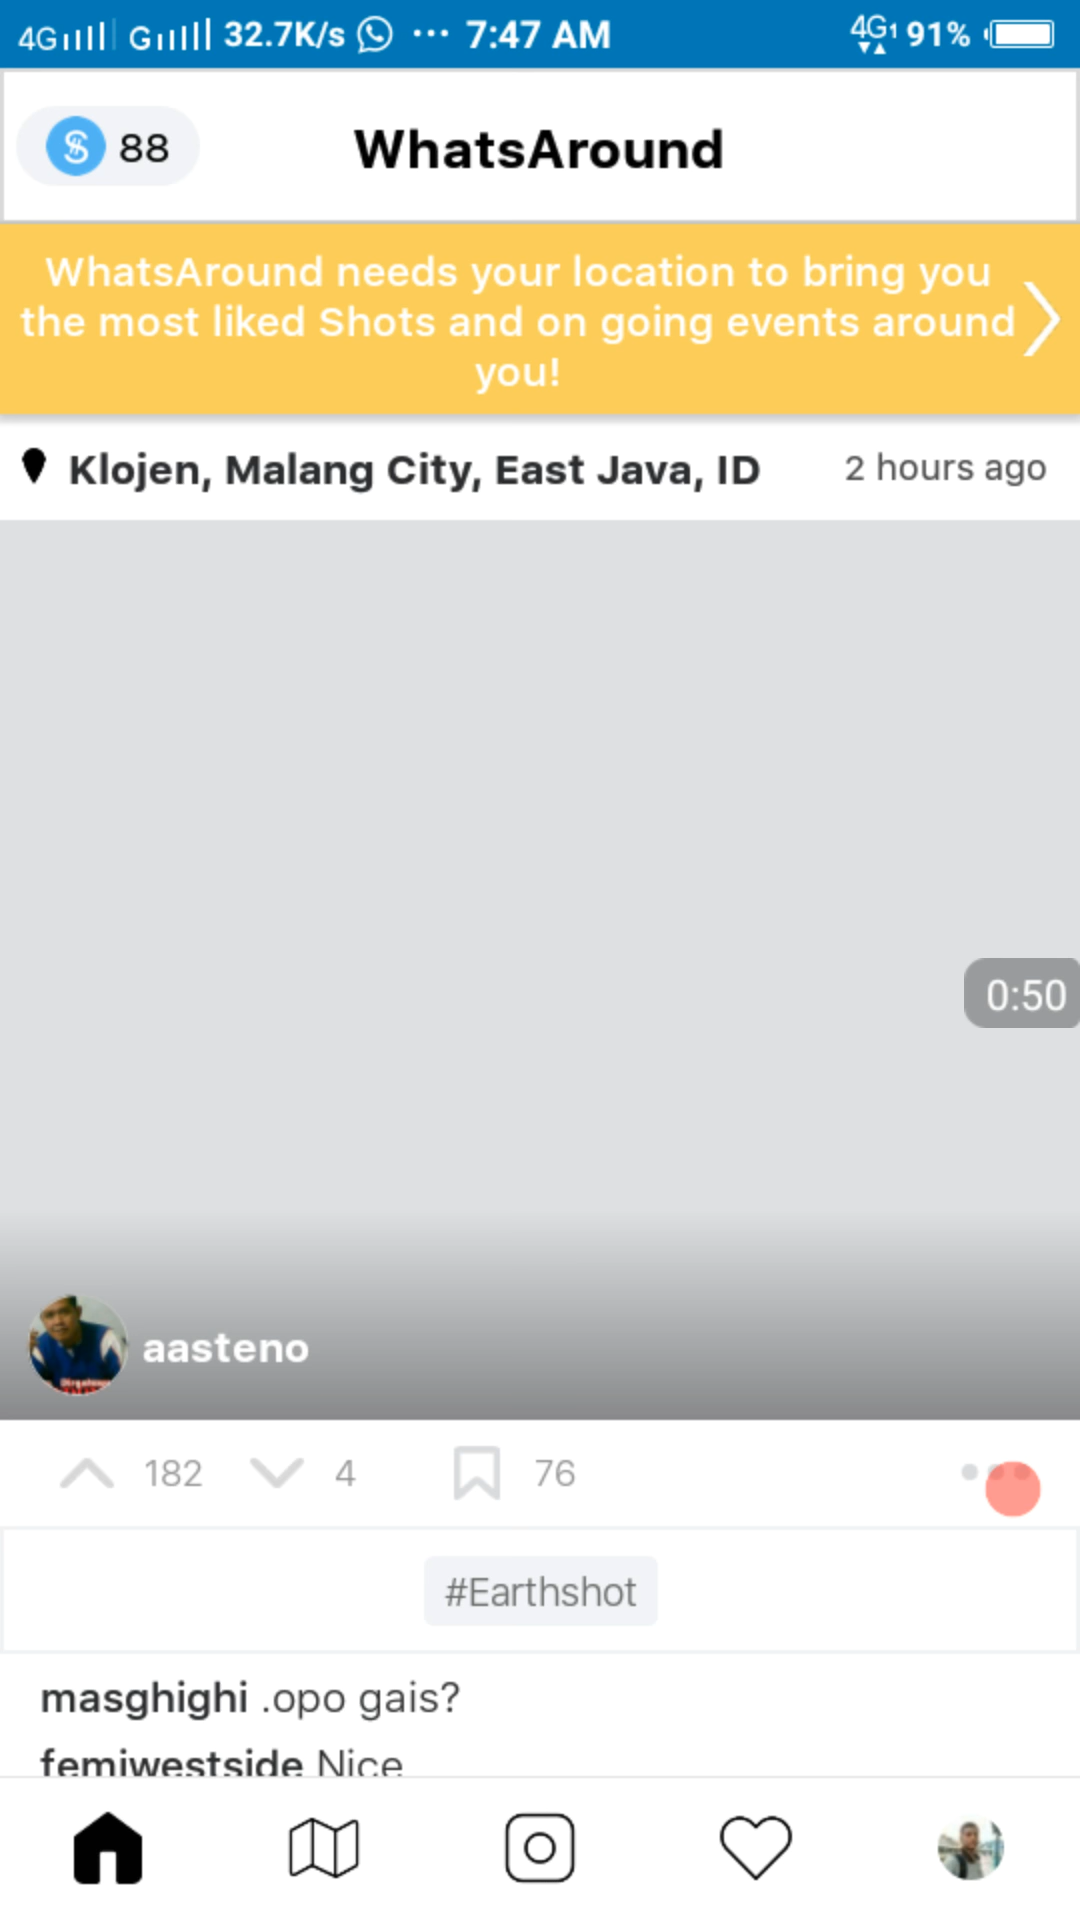 4G G 32.7K/s ... 7:47 AM 4G1 91%
88 WhatsAround
WhatsAround needs your location to bring you
the most liked Shots and on going events around
you!
Klojen, Malang City, East Java, ID 2 hours ago
0:50
aasteno
182 4 76
#Earthshot
masghighi .opo gais?
femiwestside Nice